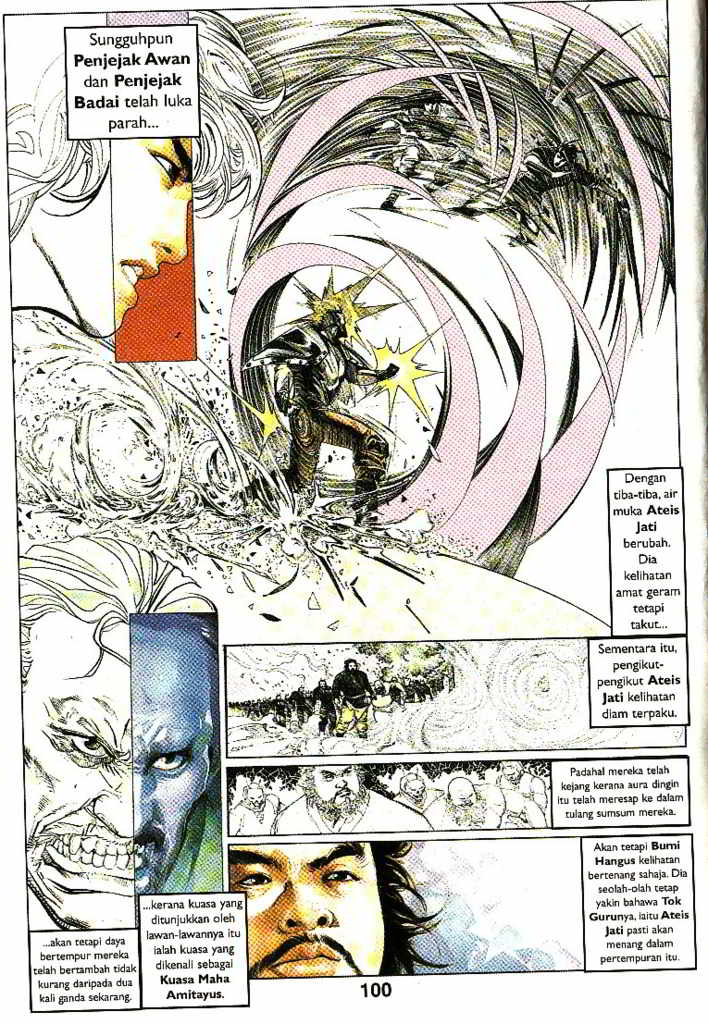 Sungguhpun
Penjejak Awan
dan Penjejak
Badai telah luka
parah...
Dengan
tiba-tiba, air
muka Ateis
Jati
berubah.
Dia
kelihatan
amat geram
tetapi
takut...
Sementara itu,
pengikut-
pengikut Ateis
Jati kelihatan
diam terpaku.
Padahal mereka telah
kejang kerana aura dingin
itu telah meresap ke dalam
tulang sumsum mereka.
Akan tetapi Bumi
Hangus kelihatan
bertenang sahaja. Dia
seolah-olah tetap
yakin bahawa Tok
Gurunya, iaitu Ateis
Jati pasti akan
menang dalam
pertempuran itu.
...akan tetapi daya
bertempur mereka
telah bertambah tidak
kurang daripada dua
kali ganda sekarang.
...kerana kuasa yang
ditunjukkan oleh
lawan-lawannya itu
ialah kuasa yang
dikenali sebagai
Kuasa Maha
Amitayus.
100